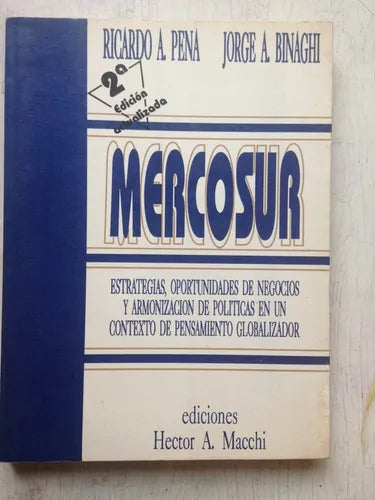 RICARDO A. PENA JORGE A. BINAGHI
2ª
Edición
actualizada
MERCOSUR
ESTRATEGIAS, OPORTUNIDADES DE NEGOCIOS
Y ARMONIZACION DE POLITICAS EN UN
CONTEXTO DE PENSAMIENTO GLOBALIZADOR
ediciones
Hector A. Macchi